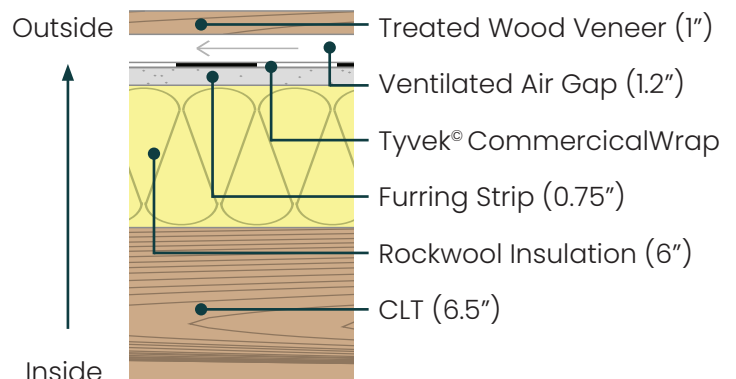 Outside
Treated Wood Veneer (1”)
Ventilated Air Gap (1.2”)
Tyvek© CommercicalWrap
Furring Strip (0.75”)
Rockwool Insulation (6”)
CLT (6.5”)
Inside